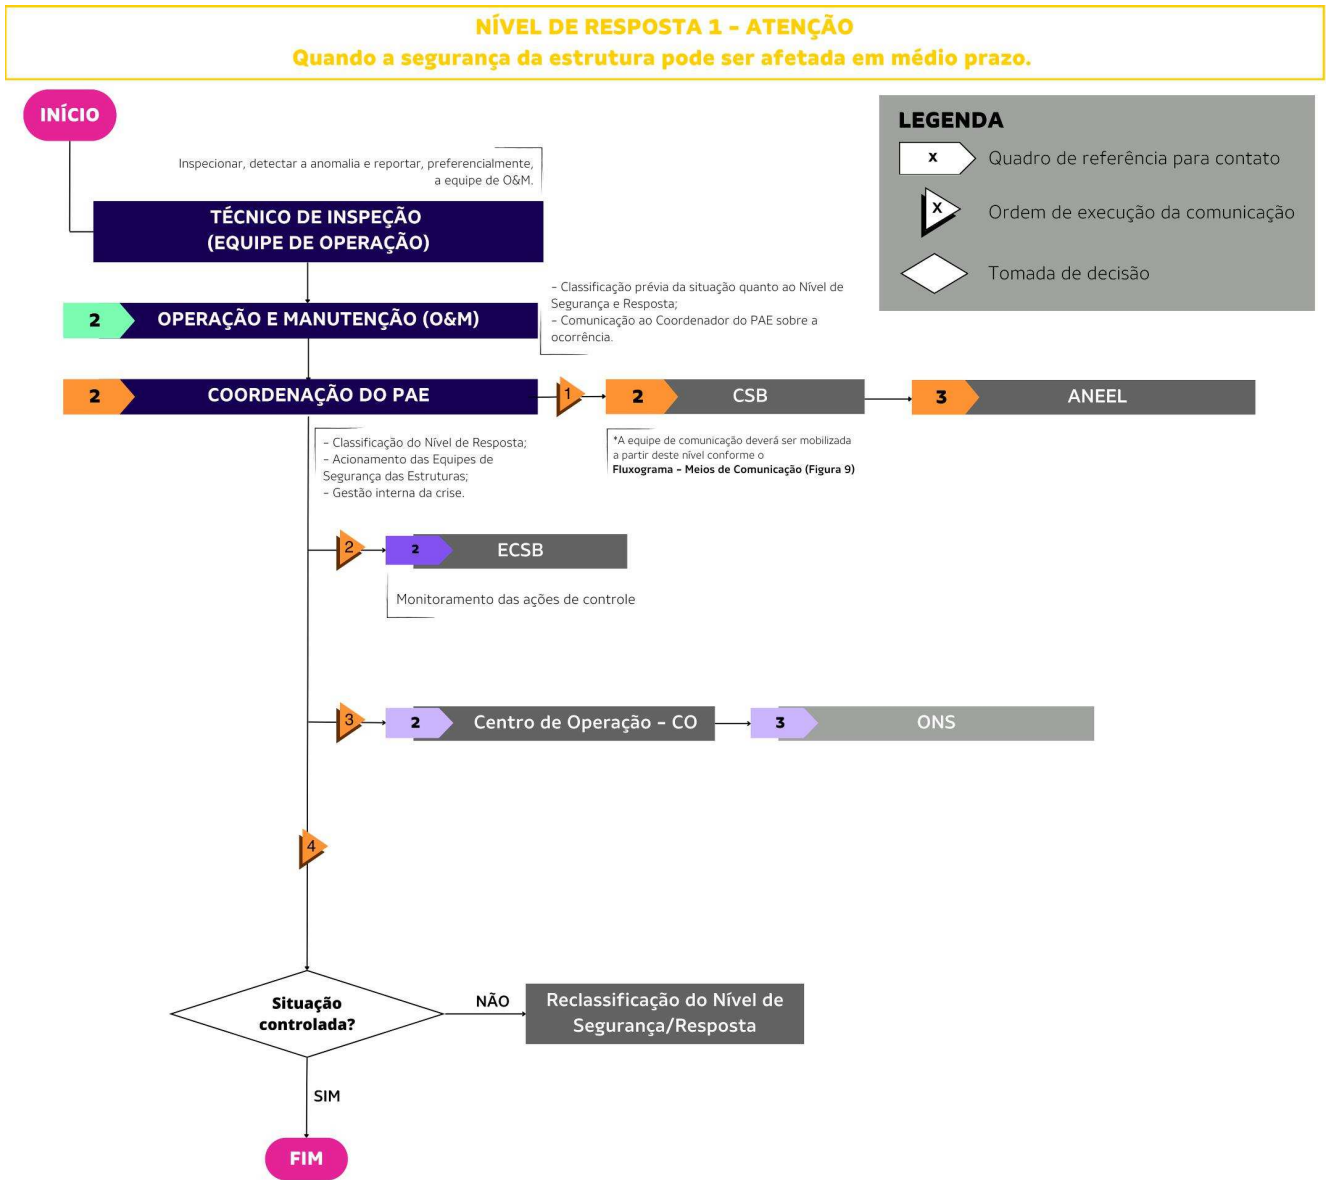 NÍVEL DE RESPOSTA 1 - ATENÇÃO
Quando a segurança da estrutura pode ser afetada em médio prazo.
INÍCIO
LEGENDA
X
Quadro de referência para contato
X
Ordem de execução da comunicação
Tomada de decisão
Inspecionar, detectar a anomalia e reportar, preferencialmente,
a equipe de O&M.
TÉCNICO DE INSPEÇÃO
(EQUIPE DE OPERAÇÃO)
- Classificação prévia da situação quanto ao Nível de
Segurança e Resposta;
- Comunicação ao Coordenador do PAE sobre a
ocorrência.
2
OPERAÇÃO E MANUTENÇÃO (O&M)
2
COORDENAÇÃO DO PAE
1
2
CSB
3
ANEEL
- Classificação do Nível de Resposta;
- Acionamento das Equipes de
Segurança das Estruturas;
- Gestão interna da crise.
*A equipe de comunicação deverá ser mobilizada
a partir deste nível conforme o
Fluxograma - Meios de Comunicação (Figura 9)
2
2
ECSB
Monitoramento das ações de controle
3
2
Centro de Operação - CO
3
ONS
4
Situação
controlada?
NÃO
Reclassificação do Nível de
Segurança/Resposta
SIM
FIM